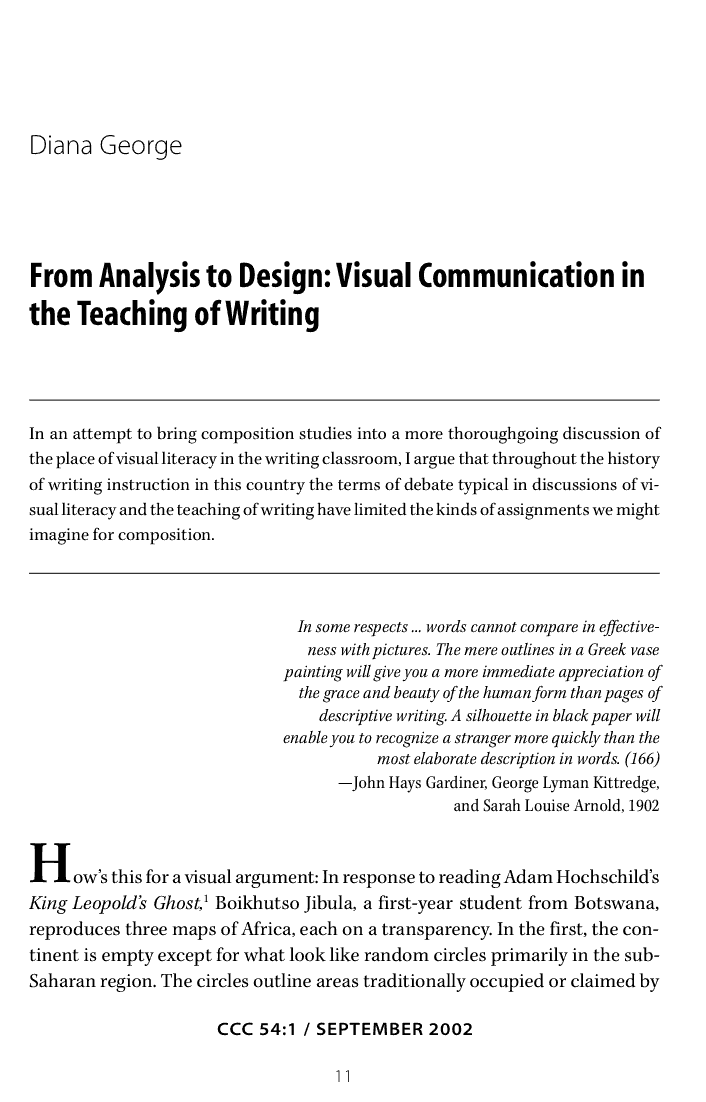 Diana George
From Analysis to Design: Visual Communication in
the Teaching of Writing
In an attempt to bring composition studies into a more thoroughgoing discussion of
the place of visual literacy in the writing classroom, I argue that throughout the history
of writing instruction in this country the terms of debate typical in discussions of vi-
sual literacy and the teaching of writing have limited the kinds of assignments we might
imagine for composition.
In some respects ... words cannot compare in effective-
ness with pictures. The mere outlines in a Greek vase
painting will give you a more immediate appreciation of
the grace and beauty of the human form than pages of
descriptive writing. A silhouette in black paper will
enable you to recognize a stranger more quickly than the
most elaborate description in words. (166)
—John Hays Gardiner, George Lyman Kittredge,
and Sarah Louise Arnold, 1902
How's this for a visual argument: In response to reading Adam Hochschild's
King Leopold's Ghost,¹ Boikhutso Jibula, a first-year student from Botswana,
reproduces three maps of Africa, each on a transparency. In the first, the con-
tinent is empty except for what look like random circles primarily in the sub-
Saharan region. The circles outline areas traditionally occupied or claimed by
CCC 54:1 / SEPTEMBER 2002
11